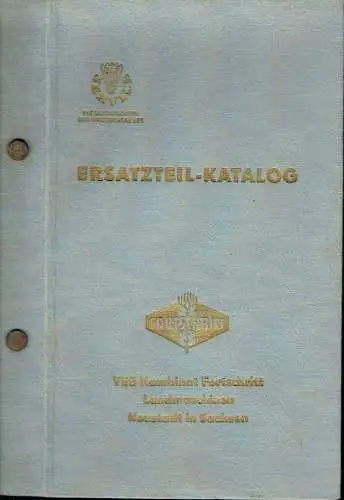 ERSATZTEIL-KATALOG
FORTSCHRITT
VEB Kombinat Fortschritt
Landmaschinen
Neustadt in Sachsen